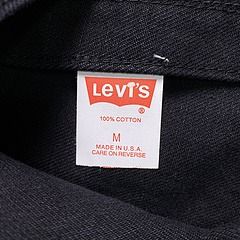 Levi's
®
100% COTTON
M
MADE IN U.S.A.
CARE ON REVERSE